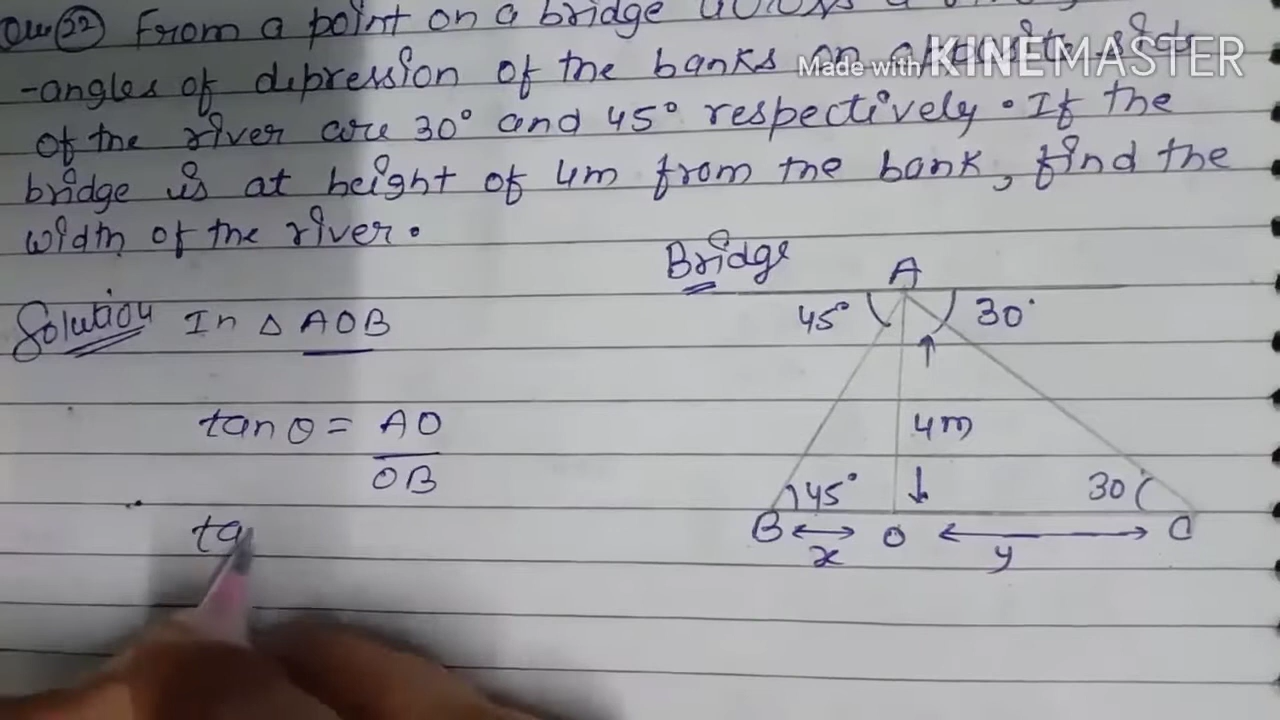 Que 22 From a point on a bridge
-angles of depression of the banks on opposite side
of the river are 30° and 45° respectively. If the
bridge is at height of 4m from the bank, find the
width of the river.
Made with KINEMASTER
Bridge
A
45° 30°
Solution In △ AOB
tan θ = AO
OB
4m
45° 30
ta
B O C
x y